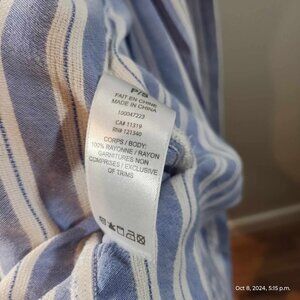 P/S
FAIT EN CHINE
MADE IN CHINA
100047223
CA# 31319
RN# 121340
CORPS / BODY:
100% RAYONNE / RAYON
GARNITURES NON
COMPRISES / EXCLUSIVE
OF TRIMS
Oct 8, 2024, 5:15 p.m.